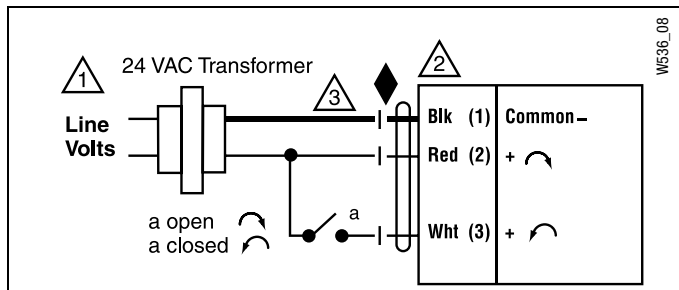 W536_08
24 VAC Transformer
1
2
3
Line
Volts
Blk (1) Common –
Red (2) +
a
Wht (3) +
a open
a closed